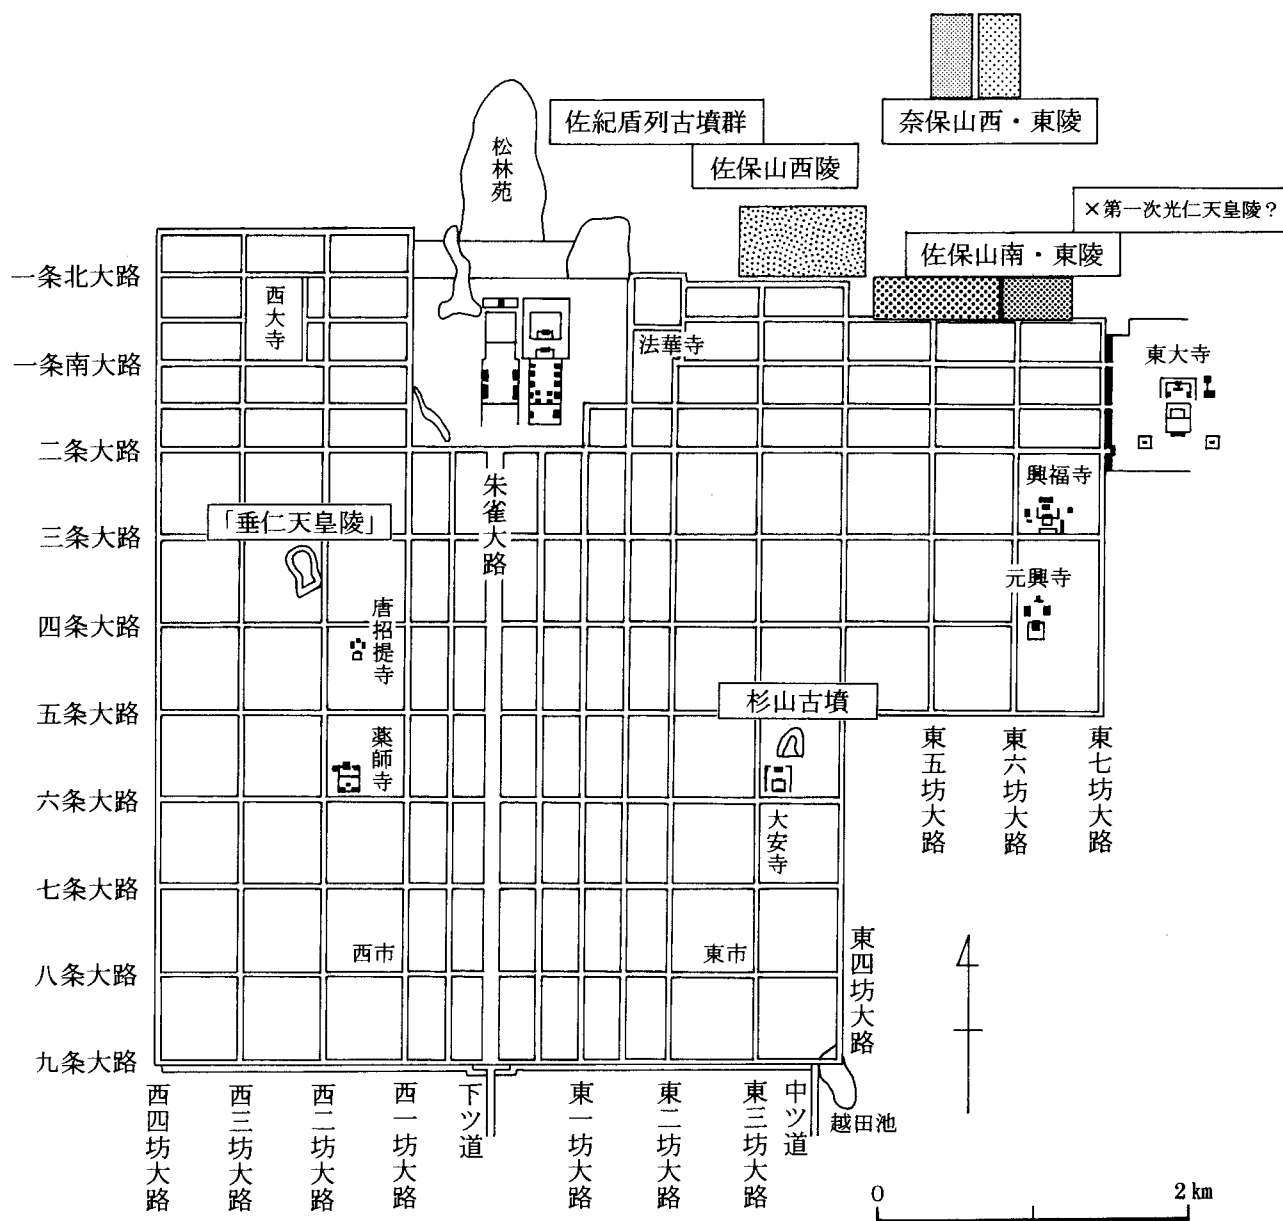 佐紀盾列古墳群
奈保山西・東陵
松林苑
佐保山西陵
×第一次光仁天皇陵?
佐保山南・東陵
一条北大路
西大寺
法華寺
東大寺
一条南大路
二条大路
朱雀大路
興福寺
「垂仁天皇陵」
三条大路
元興寺
唐招提寺
四条大路
杉山古墳
五条大路
薬師寺
東五坊大路
東六坊大路
東七坊大路
六条大路
大安寺
七条大路
西市
東市
東四坊大路
八条大路
九条大路
西四坊大路
西三坊大路
西二坊大路
西一坊大路
下ツ道
東一坊大路
東二坊大路
東三坊大路
中ツ道
越田池
0
2km